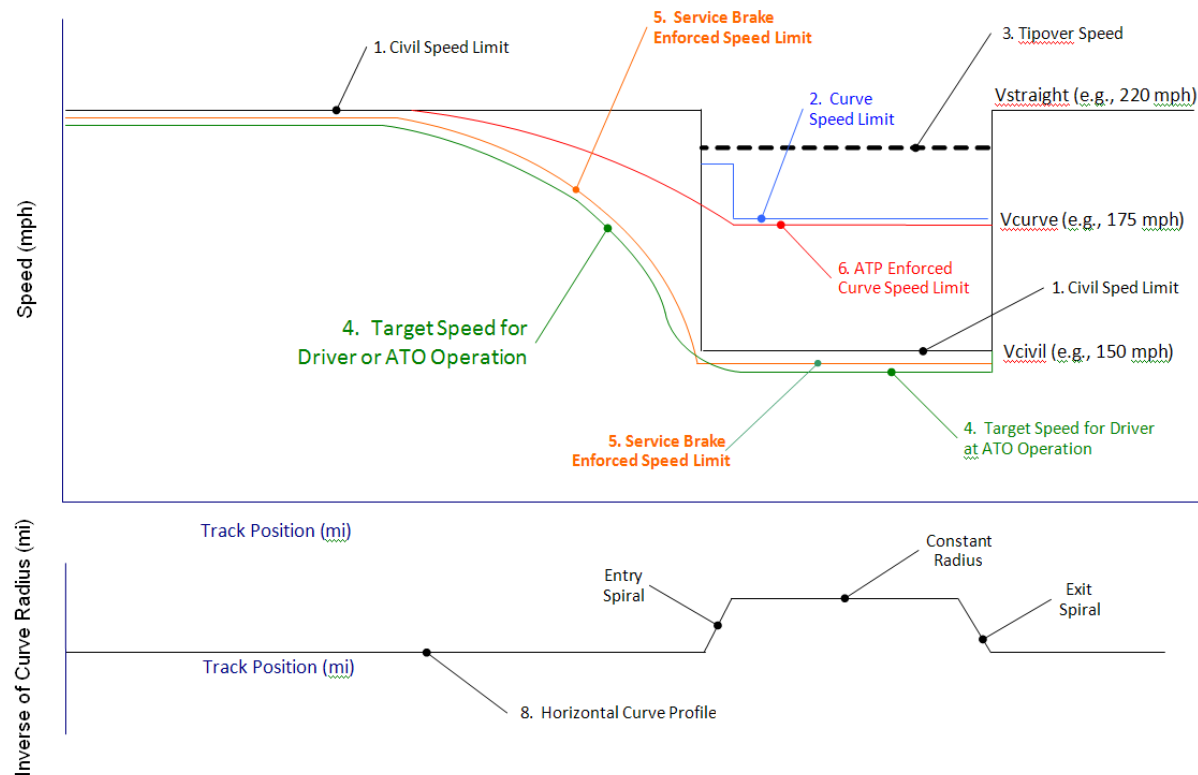 5. Service Brake
Enforced Speed Limit
1. Civil Speed Limit
3. Tipover Speed
Vstraight (e.g., 220 mph)
2. Curve
Speed Limit
Vcurve (e.g., 175 mph)
6. ATP Enforced
Curve Speed Limit
1. Civil Sped Limit
4. Target Speed for
Driver or ATO Operation
Vcivil (e.g., 150 mph)
5. Service Brake
Enforced Speed Limit
4. Target Speed for Driver
at ATO Operation
Speed (mph)
Track Position (mi)
Constant
Radius
Entry
Spiral
Exit
Spiral
Track Position (mi)
8. Horizontal Curve Profile
Inverse of Curve Radius (mi)